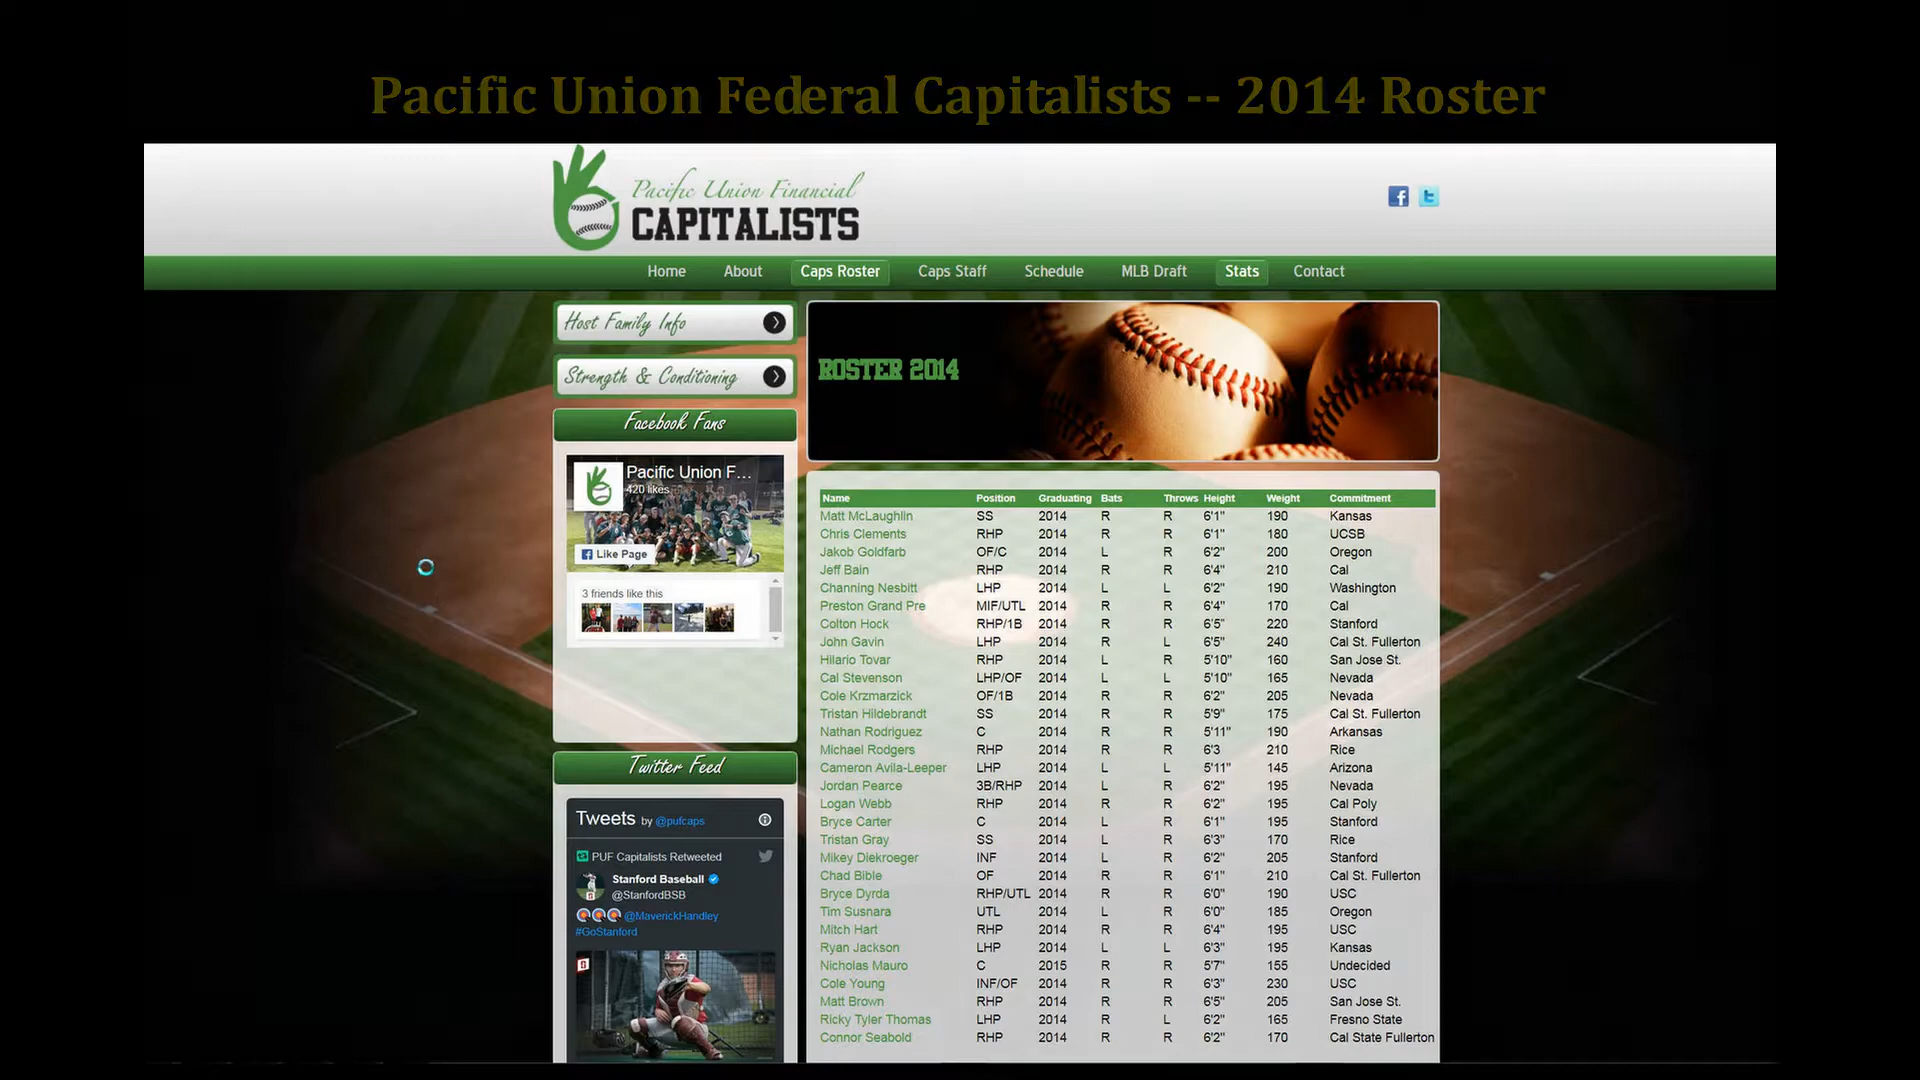 Pacific Union Federal Capitalists -- 2014 Roster
Pacific Union Financial
CAPITALISTS
Home About Caps Roster Caps Staff Schedule MLB Draft Stats Contact
Host Family Info
Strength & Conditioning
Facebook Fans
Pacific Union F...
420 likes
Like Page
3 friends like this
Twitter Feed
Tweets by @pufcaps
PUF Capitalists Retweeted
Stanford Baseball
@StanfordBSB
@MaverickHandley
#GoStanford
ROSTER 2014
Name Position Graduating Bats Throws Height Weight Commitment
Matt McLaughlin SS 2014 R R 6'1" 190 Kansas
Chris Clements RHP 2014 R R 6'1" 180 UCSB
Jakob Goldfarb OF/C 2014 L R 6'2" 200 Oregon
Jeff Bain RHP 2014 R R 6'4" 210 Cal
Channing Nesbitt LHP 2014 L L 6'2" 190 Washington
Preston Grand Pre MIF/UTL 2014 R R 6'4" 170 Cal
Colton Hock RHP/1B 2014 R R 6'5" 220 Stanford
John Gavin LHP 2014 R L 6'5" 240 Cal St. Fullerton
Hilario Tovar RHP 2014 L R 5'10" 160 San Jose St.
Cal Stevenson LHP/OF 2014 L L 5'10" 165 Nevada
Cole Krzmarzick OF/1B 2014 R R 6'2" 205 Nevada
Tristan Hildebrandt SS 2014 R R 5'9" 175 Cal St. Fullerton
Nathan Rodriguez C 2014 R R 5'11" 190 Arkansas
Michael Rodgers RHP 2014 R R 6'3 210 Rice
Cameron Avila-Leeper LHP 2014 L L 5'11" 145 Arizona
Jordan Pearce 3B/RHP 2014 L R 6'2" 195 Nevada
Logan Webb RHP 2014 R R 6'2" 195 Cal Poly
Bryce Carter C 2014 L R 6'1" 195 Stanford
Tristan Gray SS 2014 L R 6'3" 170 Rice
Mikey Diekroeger INF 2014 L R 6'2" 205 Stanford
Chad Bible OF 2014 L R 6'1" 210 Cal St. Fullerton
Bryce Dyrda RHP/UTL 2014 R R 6'0" 190 USC
Tim Susnara UTL 2014 L R 6'0" 185 Oregon
Mitch Hart RHP 2014 R R 6'4" 195 USC
Ryan Jackson LHP 2014 L L 6'3" 195 Kansas
Nicholas Mauro C 2015 R R 5'7" 155 Undecided
Cole Young INF/OF 2014 R R 6'3" 230 USC
Matt Brown RHP 2014 R R 6'5" 205 San Jose St.
Ricky Tyler Thomas LHP 2014 R L 6'2" 165 Fresno State
Connor Seabold RHP 2014 R R 6'2" 170 Cal State Fullerton